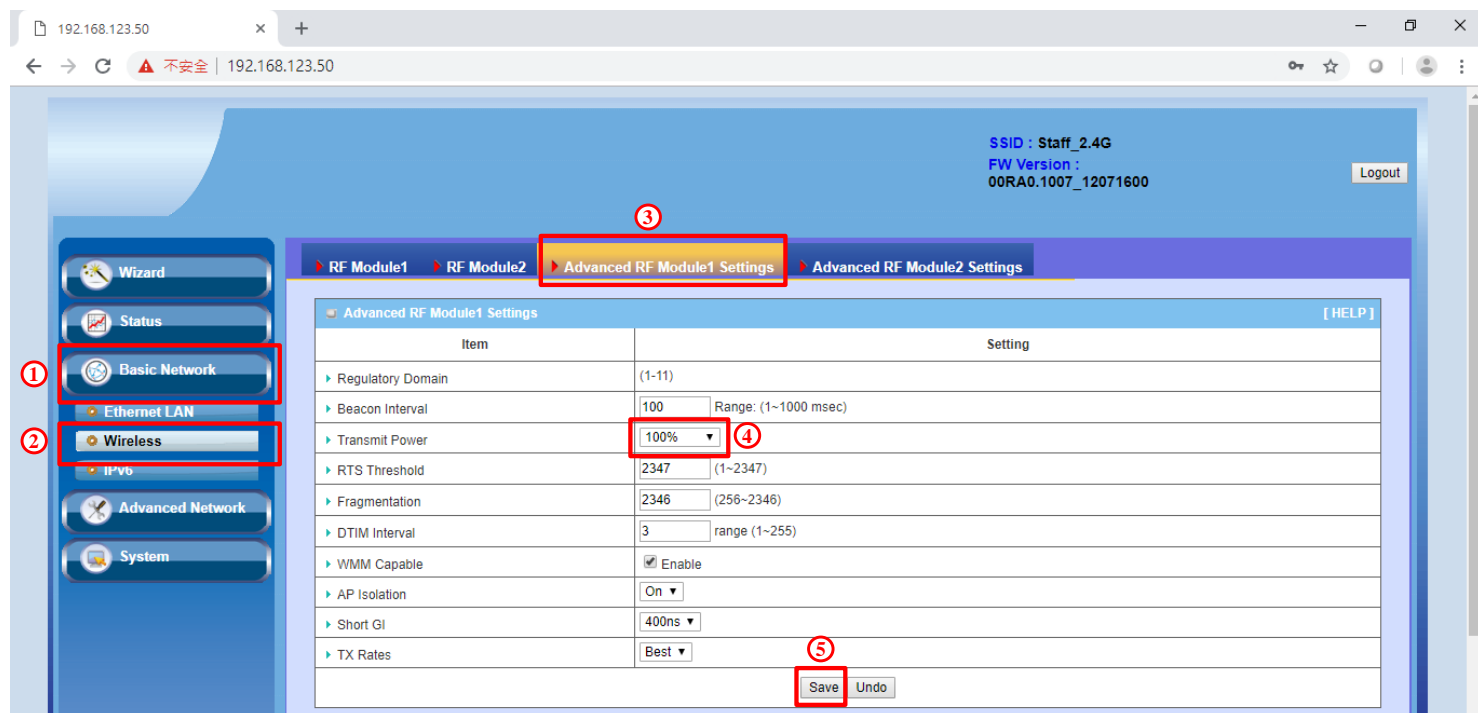 192.168.123.50
不安全 | 192.168.123.50
SSID : Staff_2.4G
FW Version :
00RA0.1007_12071600
Logout
③
RF Module1 RF Module2 Advanced RF Module1 Settings Advanced RF Module2 Settings
Wizard
Status
① Basic Network
Ethernet LAN
② Wireless
IPv6
Advanced Network
System
Advanced RF Module1 Settings [ HELP ]
Item Setting
Regulatory Domain (1-11)
Beacon Interval 100 Range: (1~1000 msec)
Transmit Power 100% ④
RTS Threshold 2347 (1~2347)
Fragmentation 2346 (256~2346)
DTIM Interval 3 range (1~255)
WMM Capable Enable
AP Isolation On
Short GI 400ns
TX Rates Best
⑤
Save Undo